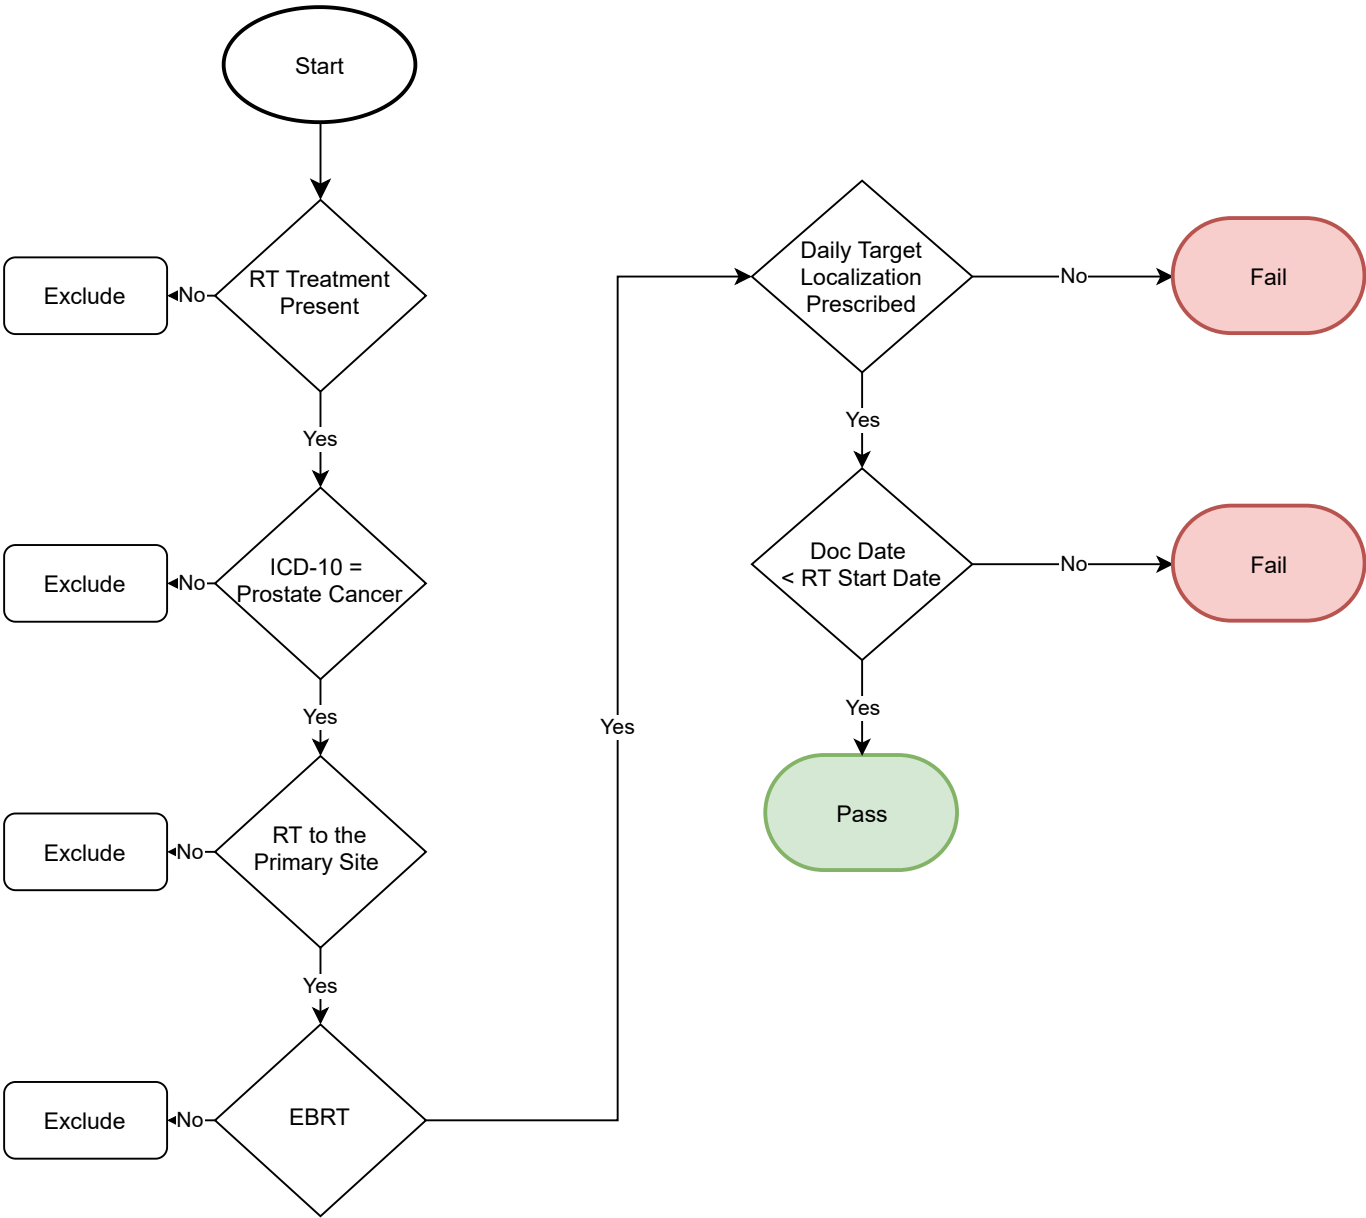 Start
RT Treatment
Present
No
Exclude
Yes
ICD-10 =
Prostate Cancer
No
Exclude
Yes
RT to the
Primary Site
No
Exclude
Yes
EBRT
No
Exclude
Yes
Daily Target
Localization
Prescribed
No
Fail
Yes
Doc Date
< RT Start Date
No
Fail
Yes
Pass